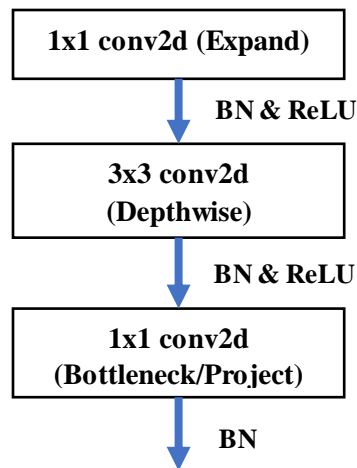 1x1 conv2d (Expand)
BN & ReLU
3x3 conv2d
(Depthwise)
BN & ReLU
1x1 conv2d
(Bottleneck/Project)
BN